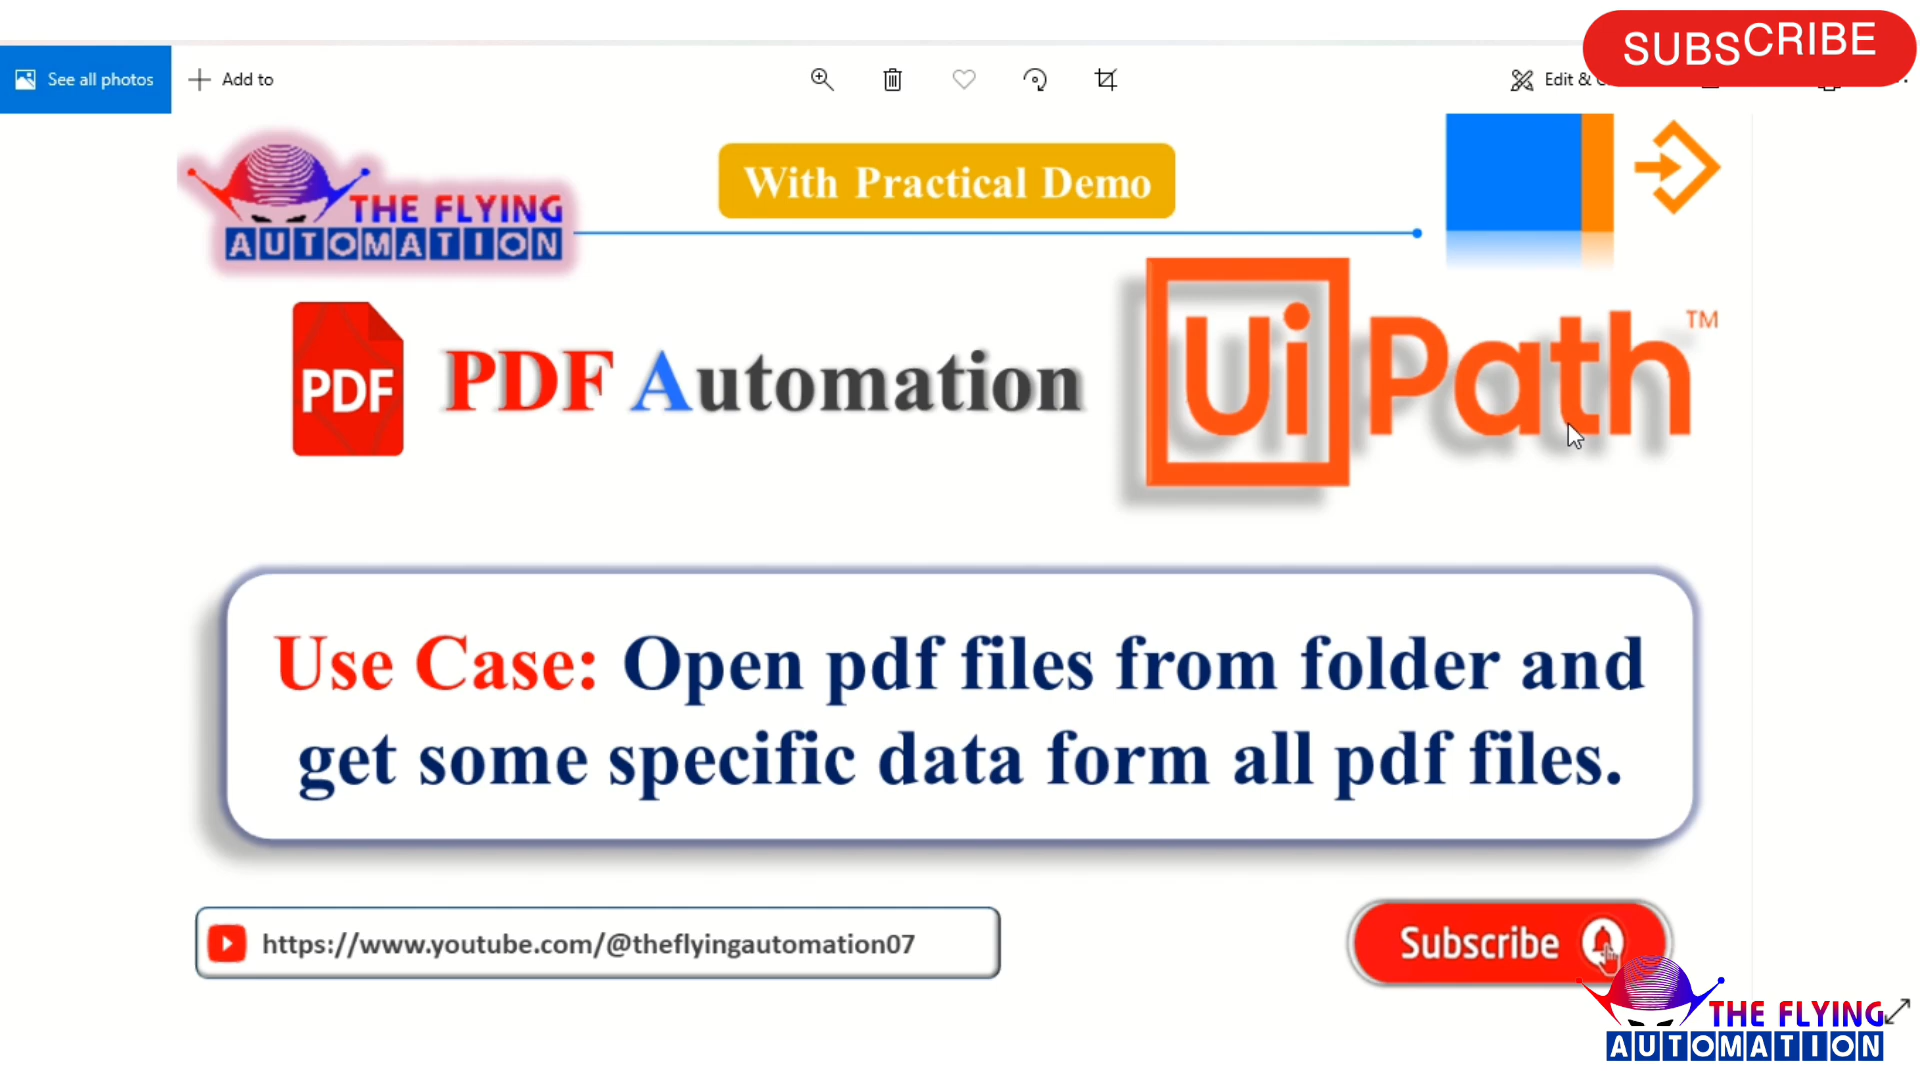 SUBSCRIBE
See all photos
Add to
Edit &
With Practical Demo
THE FLYING
AUTOMATION
PDF
PDF Automation
UiPath TM
Use Case: Open pdf files from folder and
get some specific data form all pdf files.
https://www.youtube.com/@theflyingautomation07
Subscribe
THE FLYING
AUTOMATION